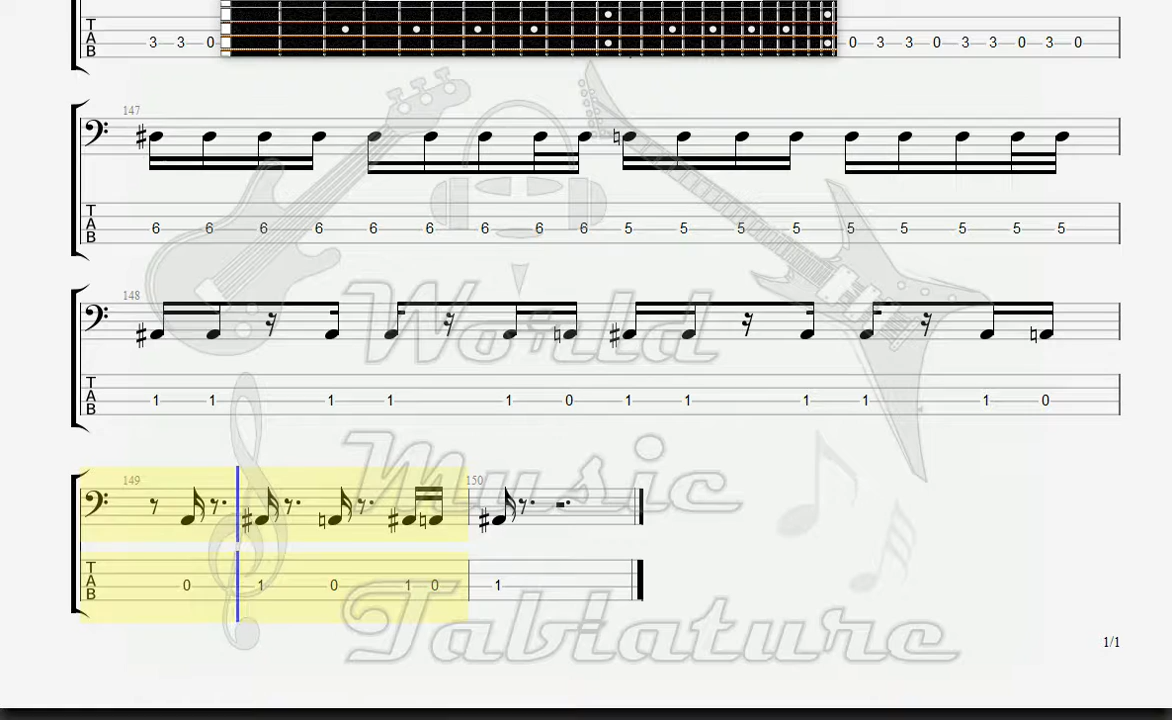 3 3 0 0 3 3 0 3 3 0 3 0
TAB
147
TAB
6 6 6 6 6 6 6 6 6 5 5 5 5 5 5 5 5 5
148
TAB
1 1 1 1 1 0 1 1 1 1 1 0
World
149 150
Music
TAB
0 1 0 1 0 1
Tablature
1/1